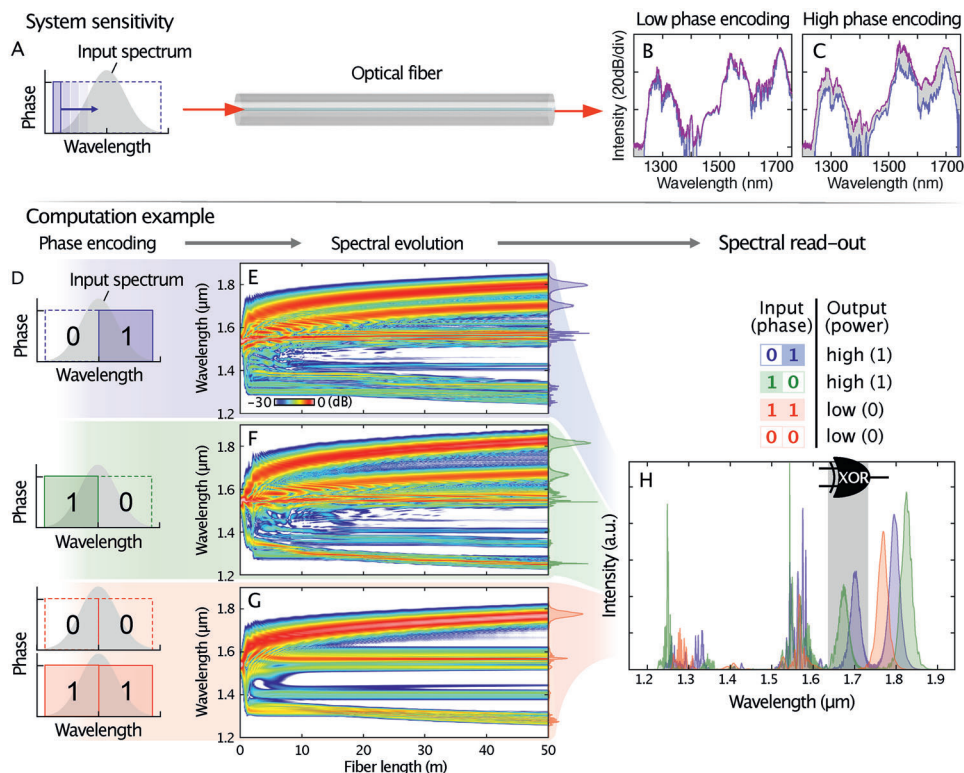 System sensitivity
A
Input spectrum
Phase
Wavelength
Optical fiber
Low phase encoding
High phase encoding
B
C
Intensity (20dB/div)
1300 1500 1700
Wavelength (nm)
1300 1500 1700
Wavelength (nm)
Computation example
Phase encoding
Spectral evolution
Spectral read-out
D
Input spectrum
Phase
0 1
Wavelength
E
Wavelength (µm)
1.8
1.6
1.4
1.2
-30 0 (dB)
Input (phase)
Output (power)
0 1 high (1)
1 0 high (1)
1 1 low (0)
0 0 low (0)
Phase
1 0
Wavelength
F
Wavelength (µm)
1.8
1.6
1.4
1.2
Phase
0 0
1 1
Wavelength
G
Wavelength (µm)
1.8
1.6
1.4
1.2
0 10 20 30 40 50
Fiber length (m)
H
XOR
Intensity (a.u.)
1.2 1.3 1.4 1.5 1.6 1.7 1.8 1.9
Wavelength (µm)